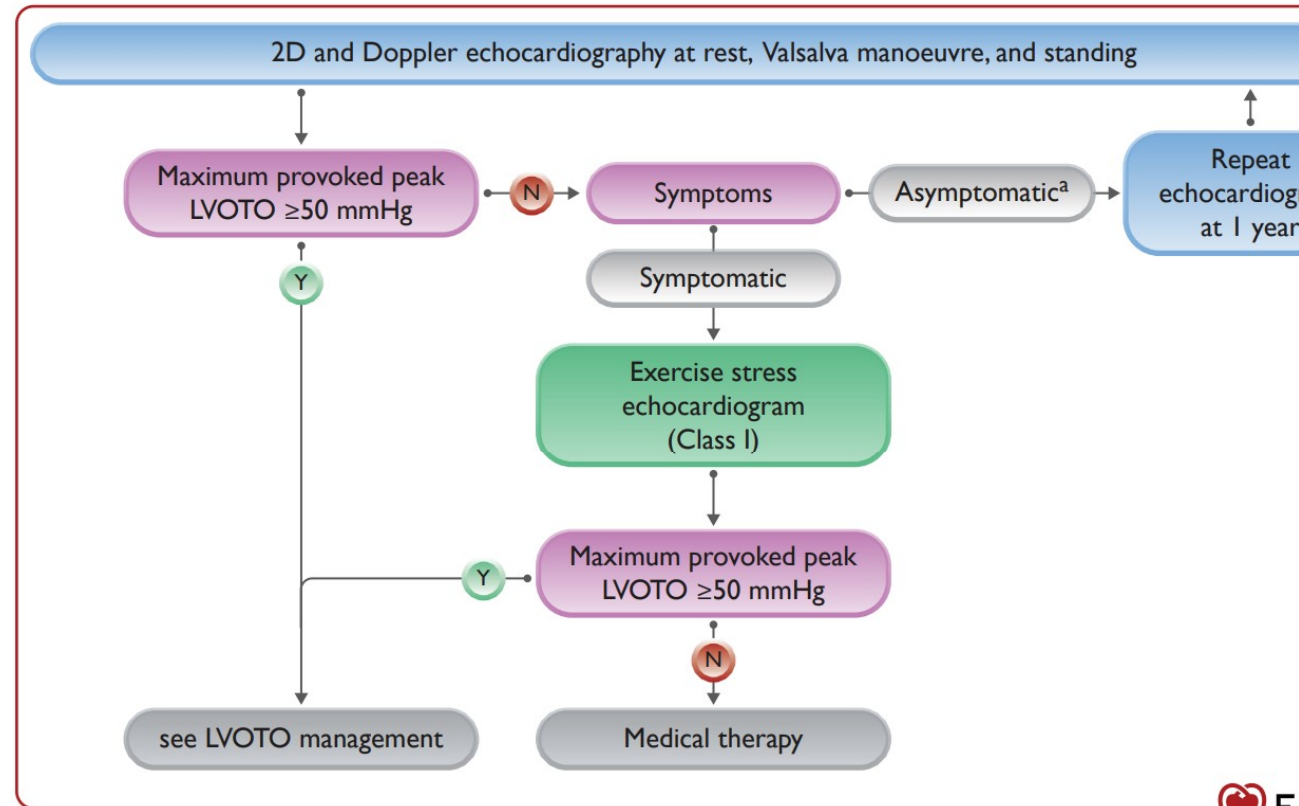 2D and Doppler echocardiography at rest, Valsalva manoeuvre, and standing
Maximum provoked peak
LVOTO ≥50 mmHg
N
Symptoms
Asymptomaticᵃ
Repeat
at 1 year
Y
Symptomatic
Exercise stress
echocardiogram
(Class I)
Maximum provoked peak
LVOTO ≥50 mmHg
Y
N
see LVOTO management
Medical therapy